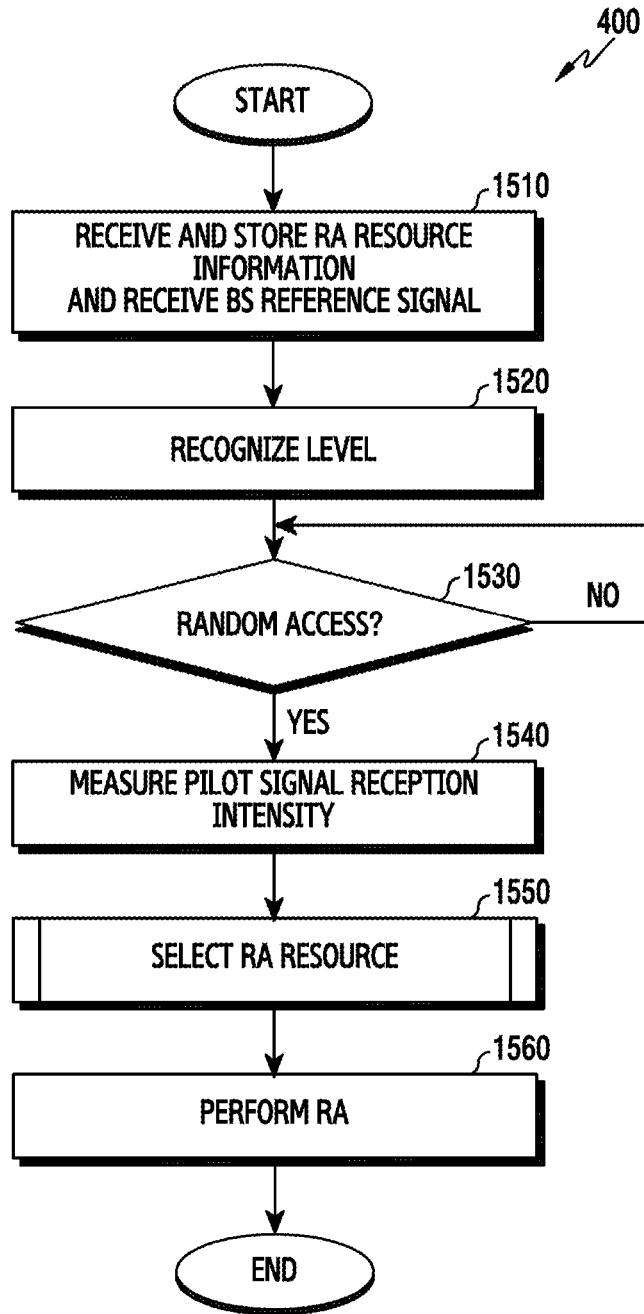 400
START
1510
RECEIVE AND STORE RA RESOURCE
INFORMATION
AND RECEIVE BS REFERENCE SIGNAL
1520
RECOGNIZE LEVEL
1530
RANDOM ACCESS?
NO
YES
1540
MEASURE PILOT SIGNAL RECEPTION
INTENSITY
1550
SELECT RA RESOURCE
1560
PERFORM RA
END